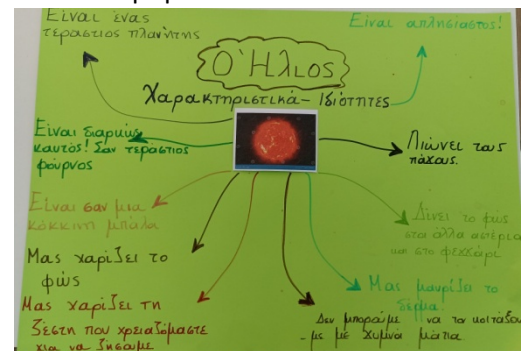 Είναι ένας
τεράστιος πλανήτης
Είναι απλησίαστος!
Ο Ήλιος
Χαρακτηριστικά - Ιδιότητες
Είναι διαρκώς
καυτός! Σαν τεράστιος
φούρνος
Λιώνει τους
πάγους.
Είναι σαν μια
κόκκινη μπάλα
Δίνει το φως
στα άλλα αστέρια
και στο φεγγάρι
Μας χαρίζει το
φως
Μας μαυρίζει το
δέρμα.
Μας χαρίζει τη
ζέστη που χρειαζόμαστε
για να ζήσουμε
Δεν μπορούμε να το κοιτάξου
-με με γυμνά μάτια